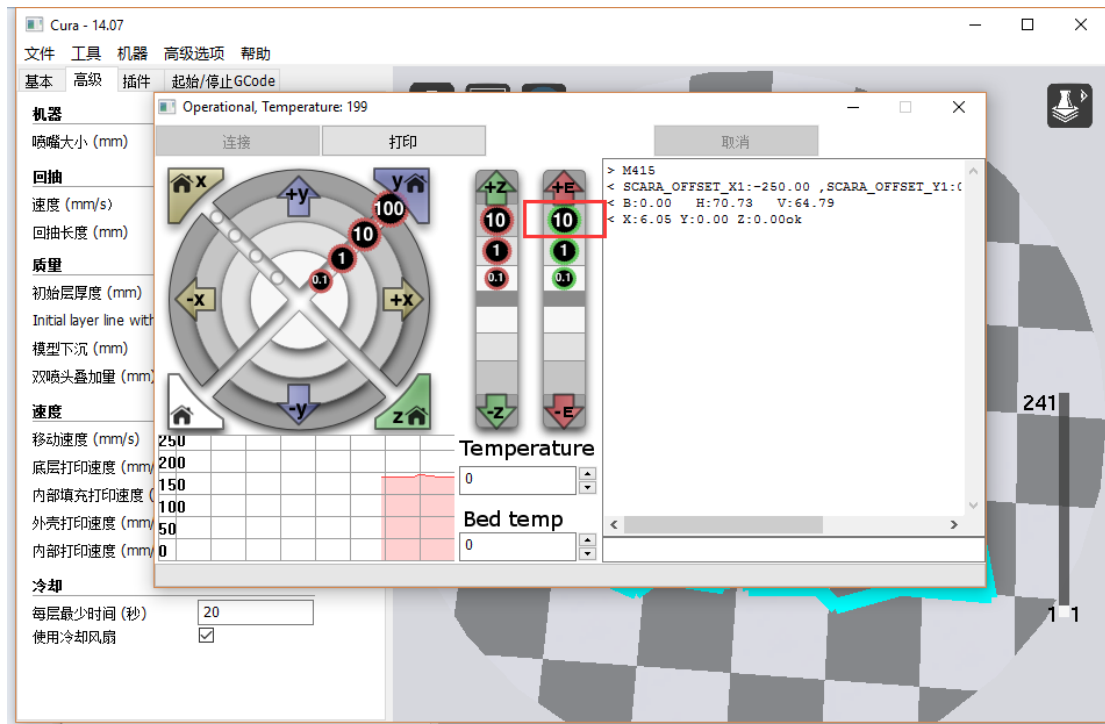 Cura - 14.07
文件 工具 机器 高级选项 帮助
基本 高级 插件 起始/停止GCode
机器
喷嘴大小 (mm)
回抽
速度 (mm/s)
回抽长度 (mm)
质量
初始层厚度 (mm)
Initial layer line with
模型下沉 (mm)
双喷头叠加量 (mm)
速度
移动速度 (mm/s)
底层打印速度 (mm/
内部填充打印速度 (
外壳打印速度 (mm/
内部打印速度 (mm/
冷却
每层最少时间 (秒) 20
使用冷却风扇
Operational, Temperature: 199
连接 打印 取消
X +y y
100
10
1
0.1
-X +X
-y z
+Z +E
10 10
1 1
0.1 0.1
-Z -E
250
200
150
100
50
0
Temperature
0
Bed temp
0
> M415
< SCARA_OFFSET_X1:-250.00 ,SCARA_OFFSET_Y1:(
< B:0.00 H:70.73 V:64.79
< X:6.05 Y:0.00 Z:0.00ok
241
1 1